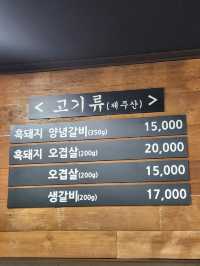 < 고기류(제주산) >
흑돼지 양념갈비(350g) 15,000
흑돼지 오겹살(200g) 20,000
오겹살(200g) 15,000
생갈비(200g) 17,000